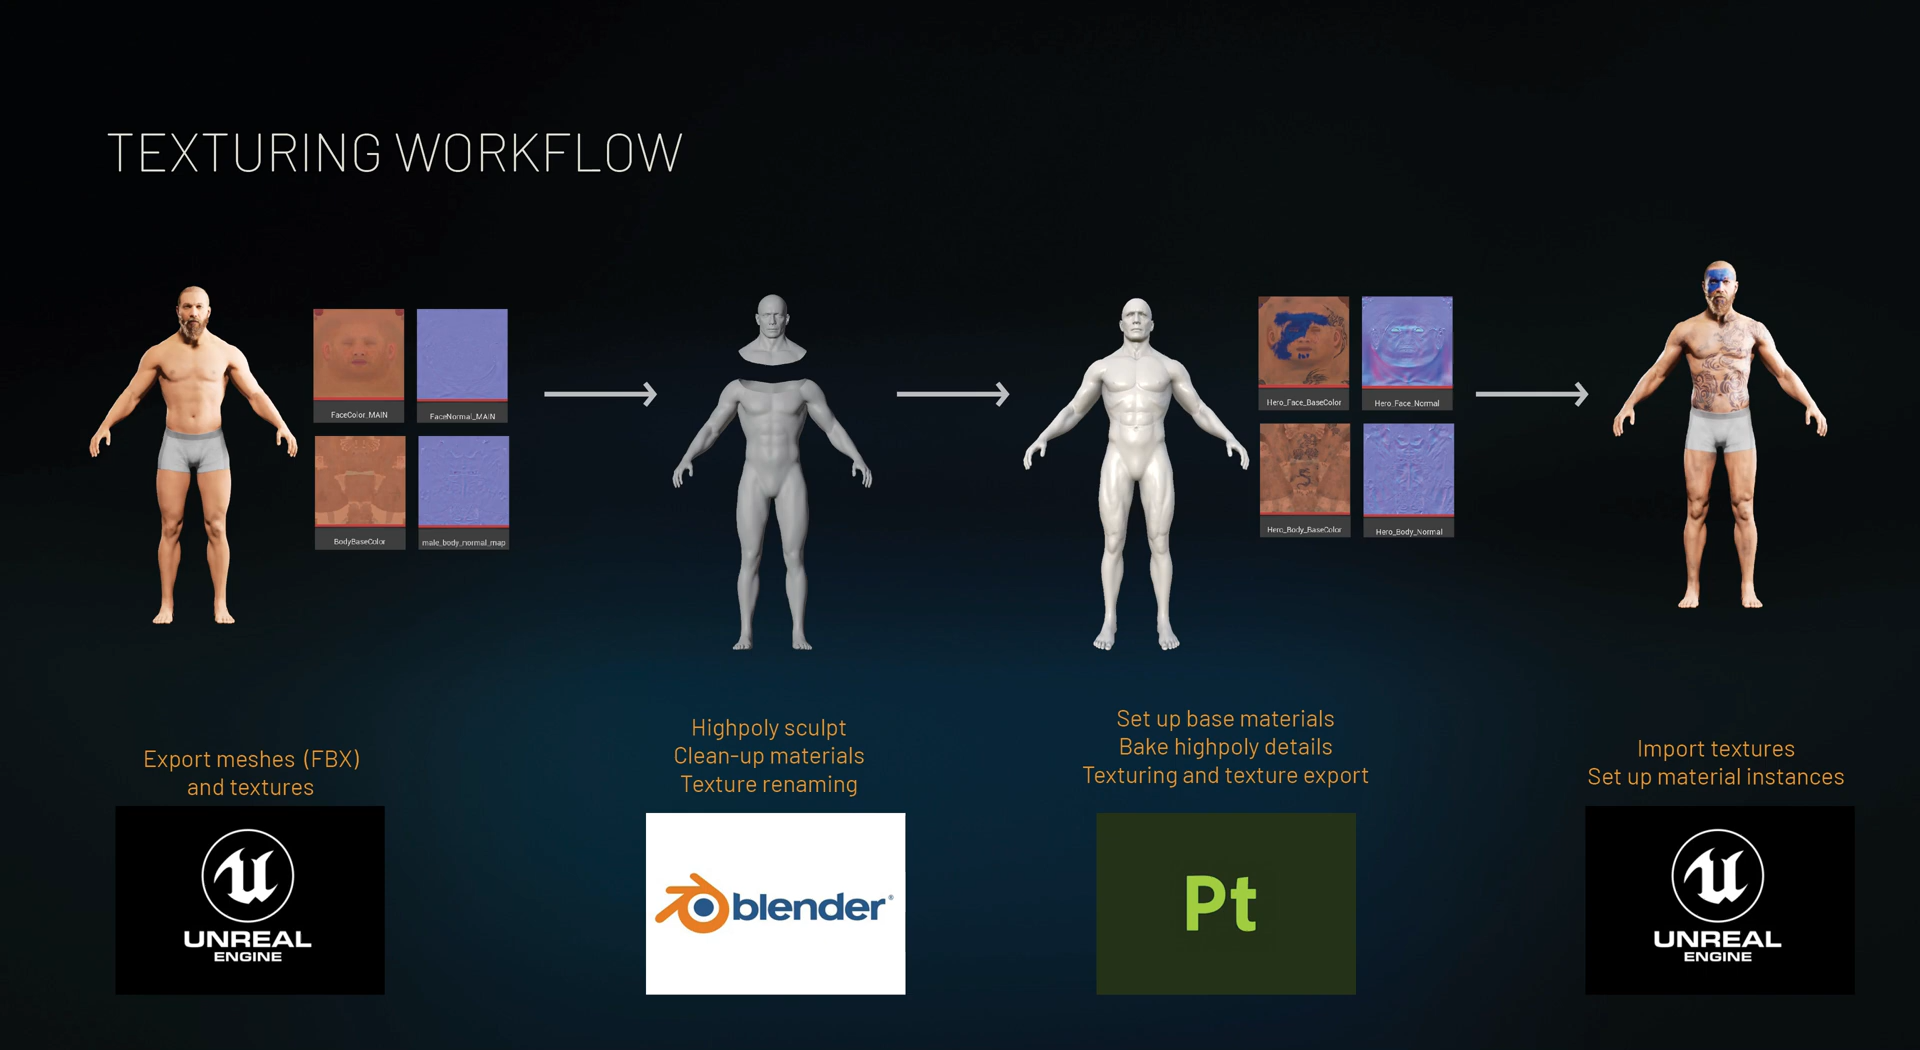 TEXTURING WORKFLOW
FaceColor_MAIN
FaceNormal_MAIN
BodyBaseColor
male_body_normal_map
Hero_Face_BaseColor
Hero_Face_Normal
Hero_Body_BaseColor
Hero_Body_Normal
Export meshes (FBX)
and textures
Highpoly sculpt
Clean-up materials
Texture renaming
Set up base materials
Bake highpoly details
Texturing and texture export
Import textures
Set up material instances
UNREAL
ENGINE
blender®
Pt
UNREAL
ENGINE